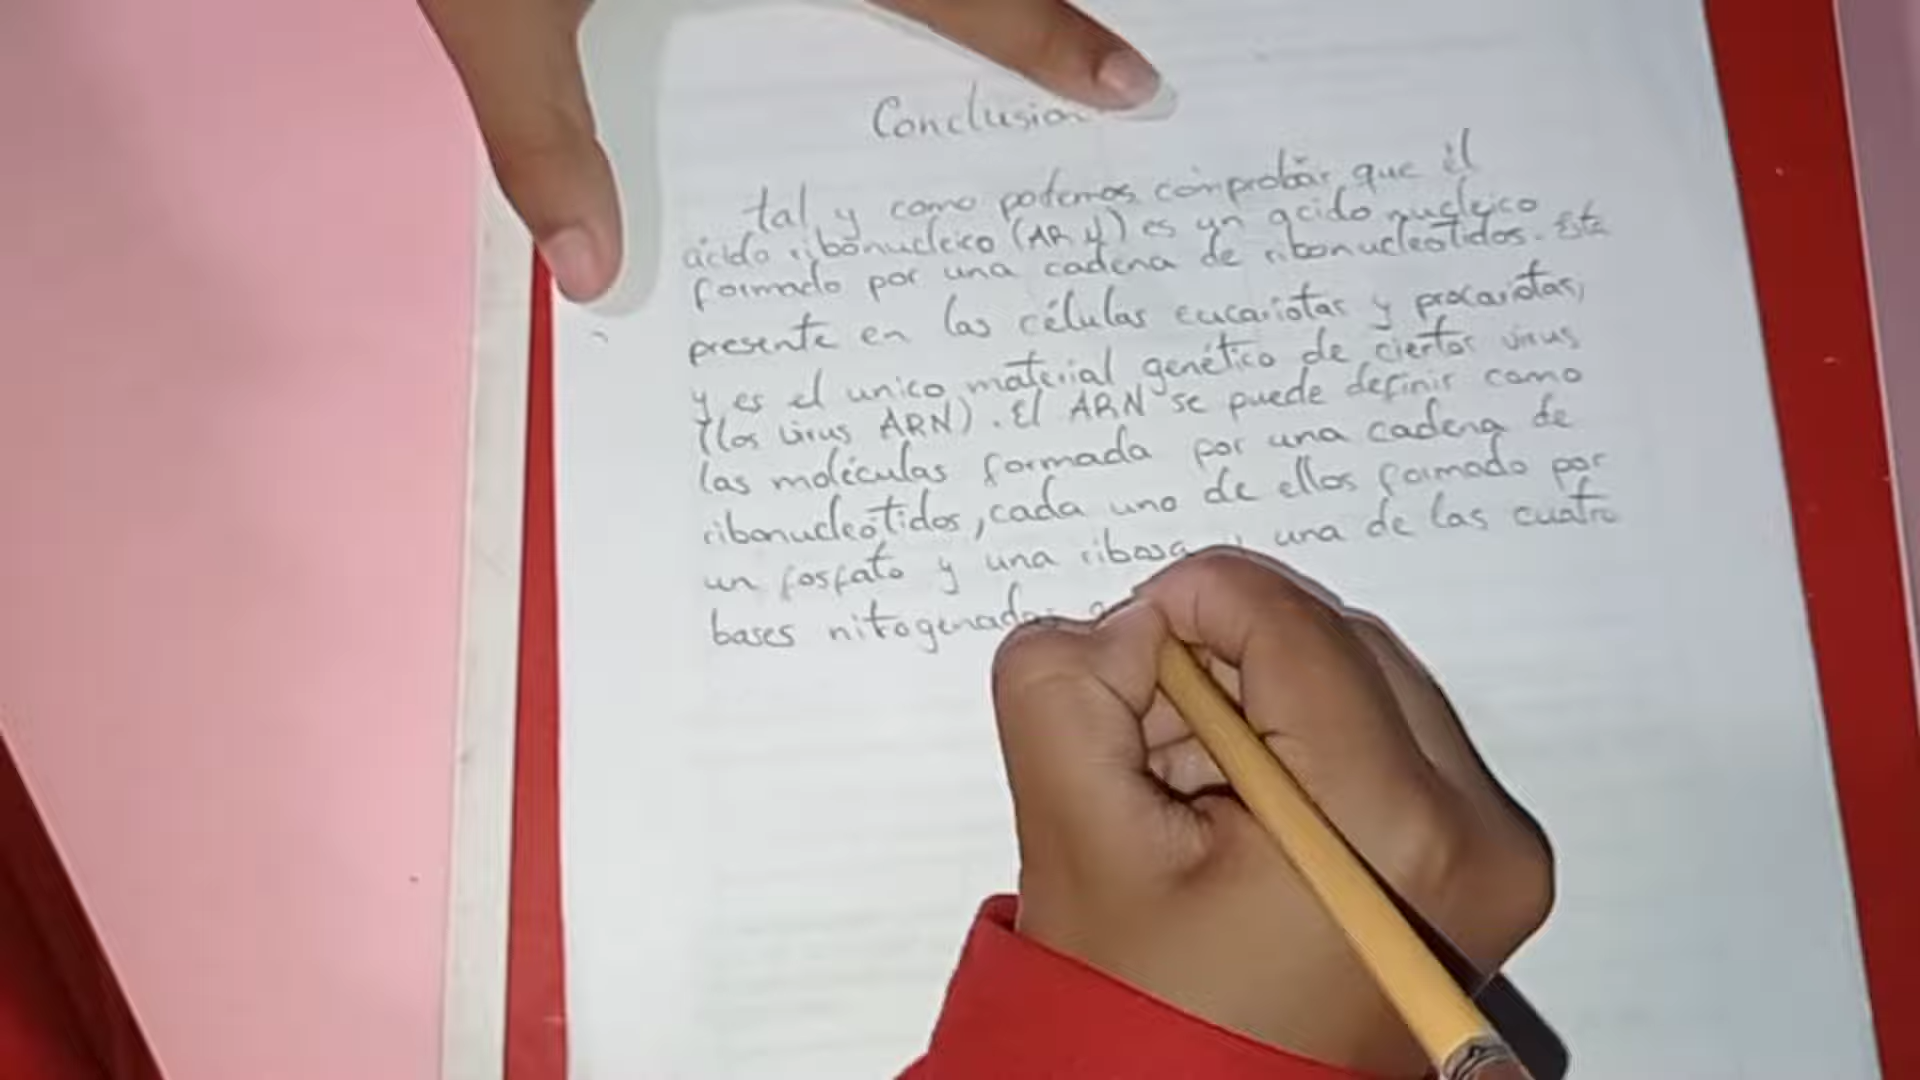 Conclusion
tal y como podemos comprobar que el
ácido ribonucleico (ARN) es un acido nucleico
formado por una cadena de ribonucleótidos. Esta
presente en las células eucariotas y procariotas,
y es el unico material genético de ciertos virus
(los virus ARN). El ARN se puede definir como
las moléculas formada por una cadena de
ribonucleótidos, cada uno de ellos formado por
un fosfato y una ribosa una de las cuatro
bases nitogenadas